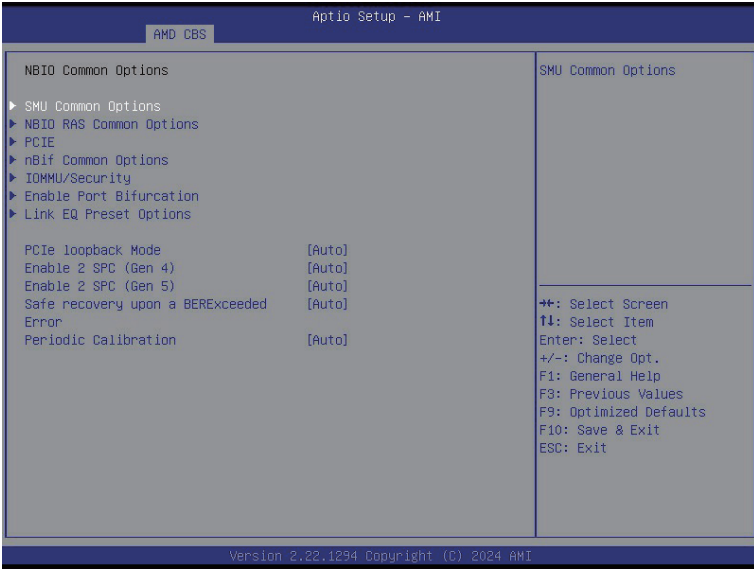 Aptio Setup – AMI
AMD CBS
NBIO Common Options
SMU Common Options
NBIO RAS Common Options
PCIE
nBif Common Options
IOMMU/Security
Enable Port Bifurcation
Link EQ Preset Options
PCIe loopback Mode [Auto]
Enable 2 SPC (Gen 4) [Auto]
Enable 2 SPC (Gen 5) [Auto]
Safe recovery upon a BERExceeded [Auto]
Error
Periodic Calibration [Auto]
SMU Common Options
→←: Select Screen
↑↓: Select Item
Enter: Select
+/-: Change Opt.
F1: General Help
F3: Previous Values
F9: Optimized Defaults
F10: Save & Exit
ESC: Exit
Version 2.22.1294 Copyright (C) 2024 AMI